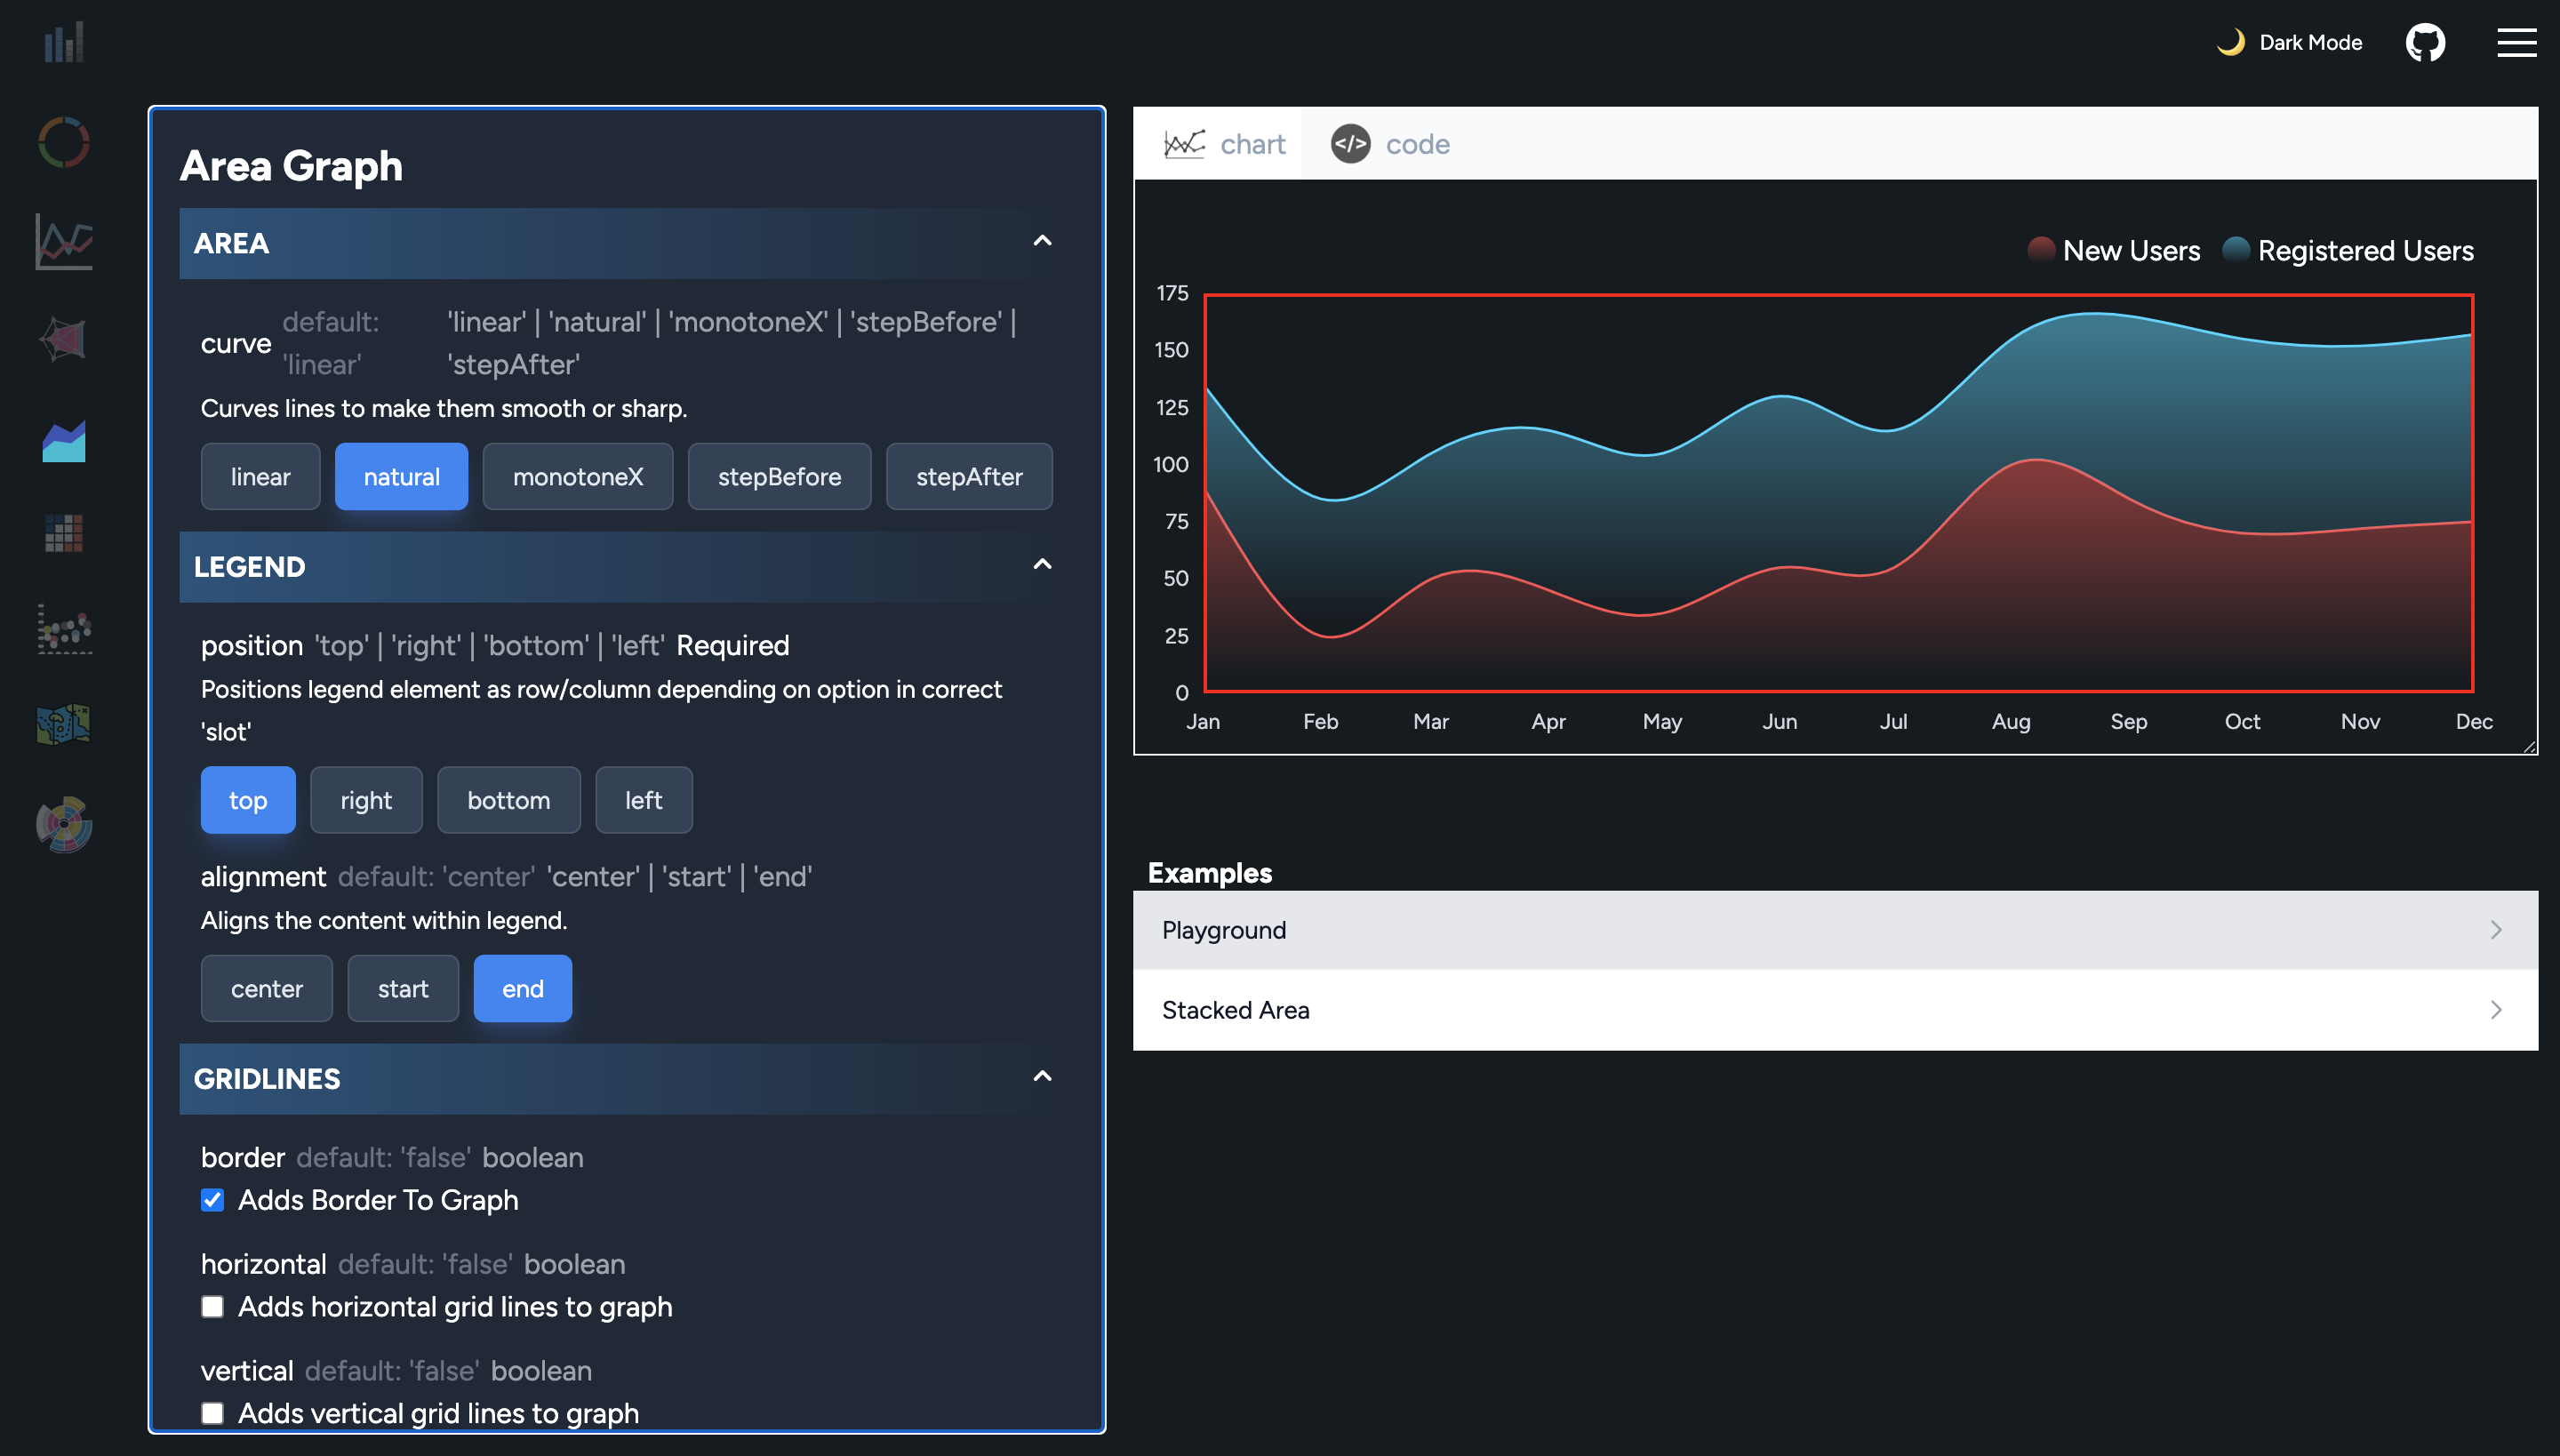 Dark Mode
Area Graph
AREA
curve default: 'linear' 'linear' | 'natural' | 'monotoneX' | 'stepBefore' | 'stepAfter'
Curves lines to make them smooth or sharp.
linear natural monotoneX stepBefore stepAfter
LEGEND
position 'top' | 'right' | 'bottom' | 'left' Required
Positions legend element as row/column depending on option in correct
'slot'
top right bottom left
alignment default: 'center' 'center' | 'start' | 'end'
Aligns the content within legend.
center start end
GRIDLINES
border default: 'false' boolean
Adds Border To Graph
horizontal default: 'false' boolean
Adds horizontal grid lines to graph
vertical default: 'false' boolean
Adds vertical grid lines to graph
chart </> code
New Users Registered Users
175
150
125
100
75
50
25
0
Jan Feb Mar Apr May Jun Jul Aug Sep Oct Nov Dec
Examples
Playground
Stacked Area